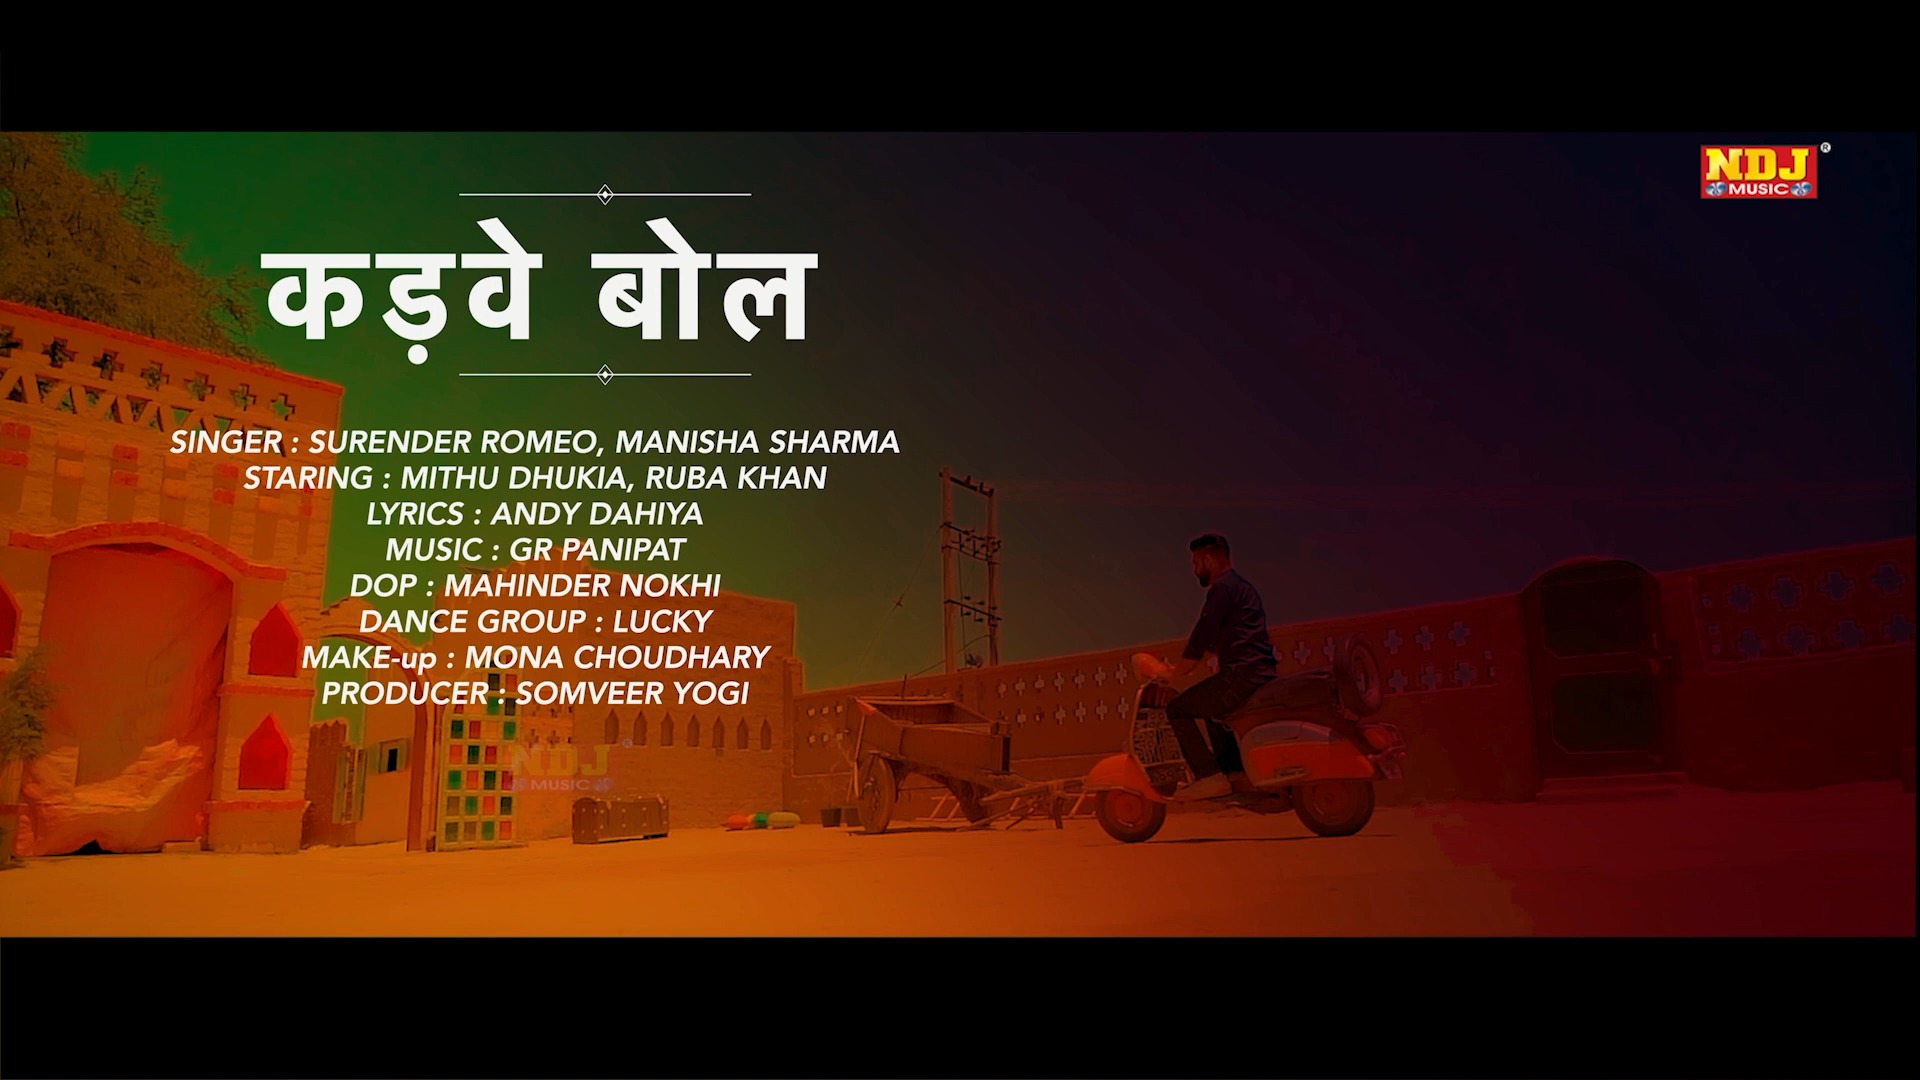 NDJ ®
MUSIC
कड़वे बोल
SINGER : SURENDER ROMEO, MANISHA SHARMA
STARING : MITHU DHUKIA, RUBA KHAN
LYRICS : ANDY DAHIYA
MUSIC : GR PANIPAT
DOP : MAHINDER NOKHI
DANCE GROUP : LUCKY
MAKE-up : MONA CHOUDHARY
PRODUCER : SOMVEER YOGI
NDJ ®
MUSIC